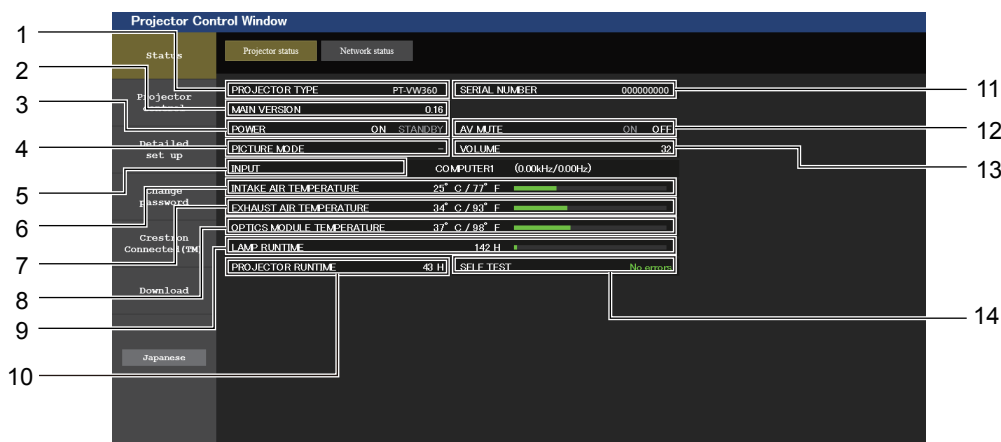 Projector Control Window
1
2
3
4
5
6
7
8
9
10
11
12
13
14
Status
Projector
control
Detailed
set up
Change
password
Crestron
Connected(TM)
Download
Japanese
Projector status Network status
PROJECTOR TYPE PT-VW360 SERIAL NUMBER 000000000
MAIN VERSION 0.16
POWER ON STANDBY AV MUTE ON OFF
PICTURE MODE – VOLUME 32
INPUT COMPUTER1 (0.00kHz/0.00Hz)
INTAKE AIR TEMPERATURE 25° C / 77° F
EXHAUST AIR TEMPERATURE 34° C / 93° F
OPTICS MODULE TEMPERATURE 37° C / 98° F
LAMP RUNTIME 142 H
PROJECTOR RUNTIME 43 H SELF TEST No errors